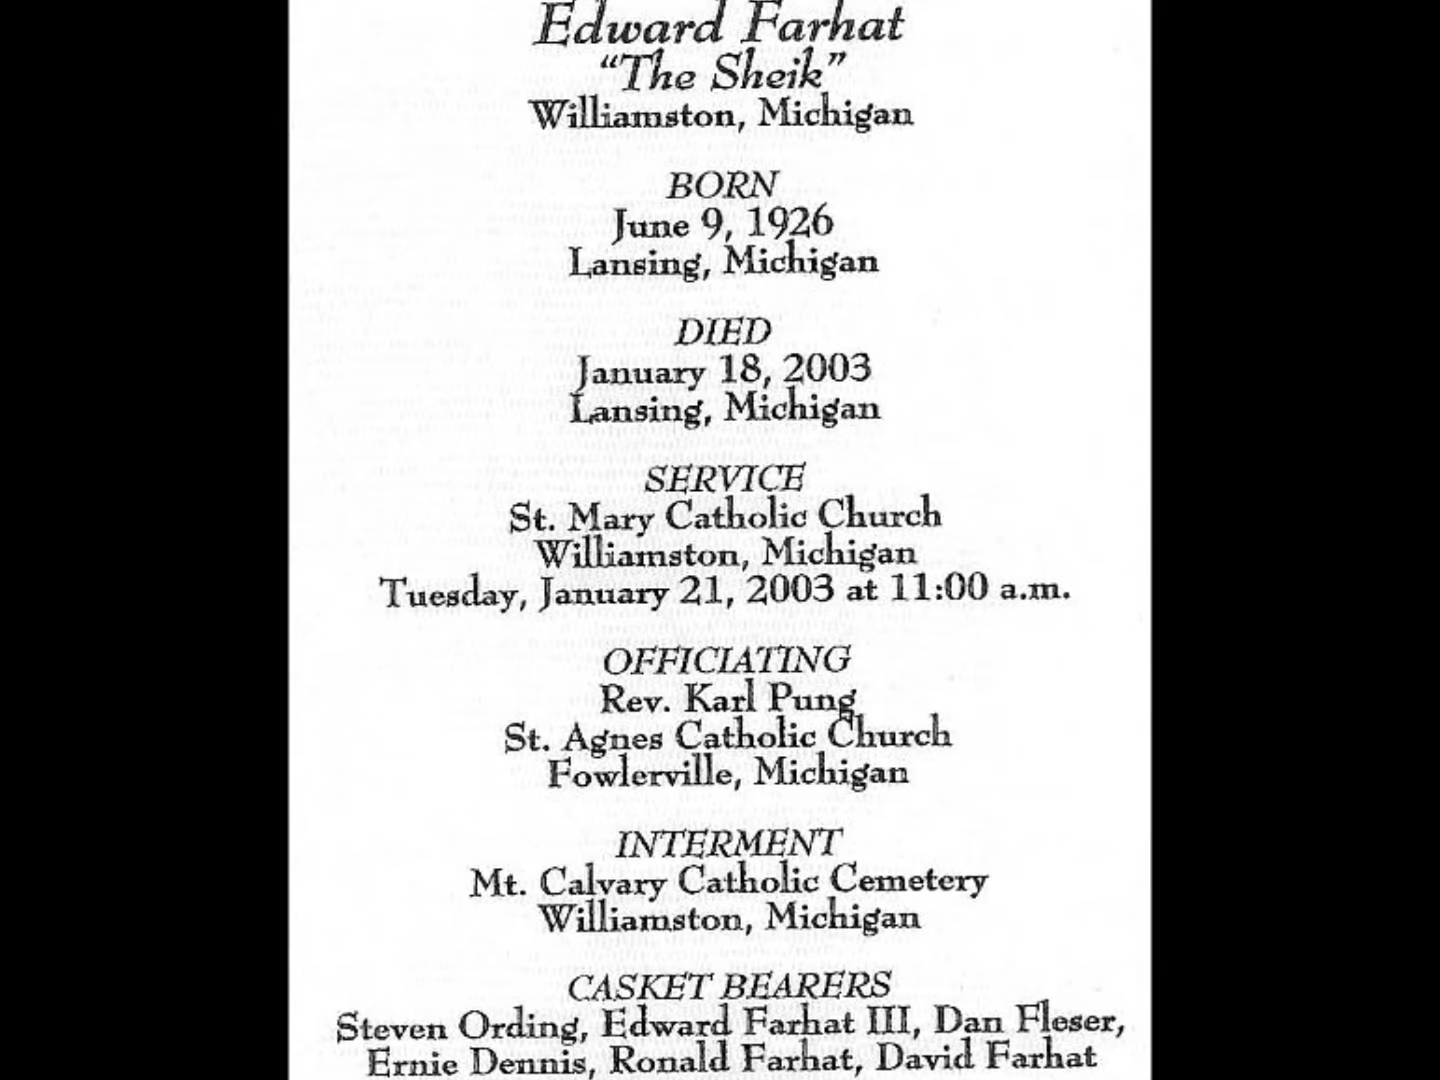 Edward Farhat
“The Sheik”
Williamston, Michigan
BORN
June 9, 1926
Lansing, Michigan
DIED
January 18, 2003
Lansing, Michigan
SERVICE
St. Mary Catholic Church
Williamston, Michigan
Tuesday, January 21, 2003 at 11:00 a.m.
OFFICIATING
Rev. Karl Pung
St. Agnes Catholic Church
Fowlerville, Michigan
INTERMENT
Mt. Calvary Catholic Cemetery
Williamston, Michigan
CASKET BEARERS
Steven Ording, Edward Farhat III, Dan Fleser,
Ernie Dennis, Ronald Farhat, David Farhat